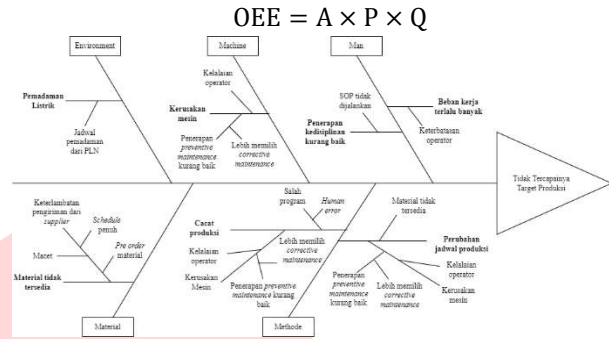 OEE = A × P × Q
Environment
Machine
Man
Pemadaman
Listrik
Jadwal
pemadaman
dari PLN
Kelalaian
operator
Kerusakan
mesin
Penerapan
preventive
maintenance
kurang baik
Lebih memilih
corrective
maintenance
SOP tidak
dijalankan
Penerapan
kedisiplinan
kurang baik
Beban kerja
terlalu banyak
Keterbatasan
operator
Tidak Tercapainya
Target Produksi
Keterlambatan
pengiriman dari
supplier
Schedule
penuh
Macet
Pre order
material
Material tidak
tersedia
Material
Salah
program
Human
error
Cacat
produksi
Kelalaian
operator
Kerusakan
Mesin
Lebih memilih
corrective
maintenance
Penerapan preventive
maintenance kurang
baik
Material tidak
tersedia
Perubahan
jadwal produksi
Kelalaian
operator
Kerusakan
mesin
Penerapan
preventive
maintenance
kurang baik
Lebih memilih
corrective
maintenance
Methode